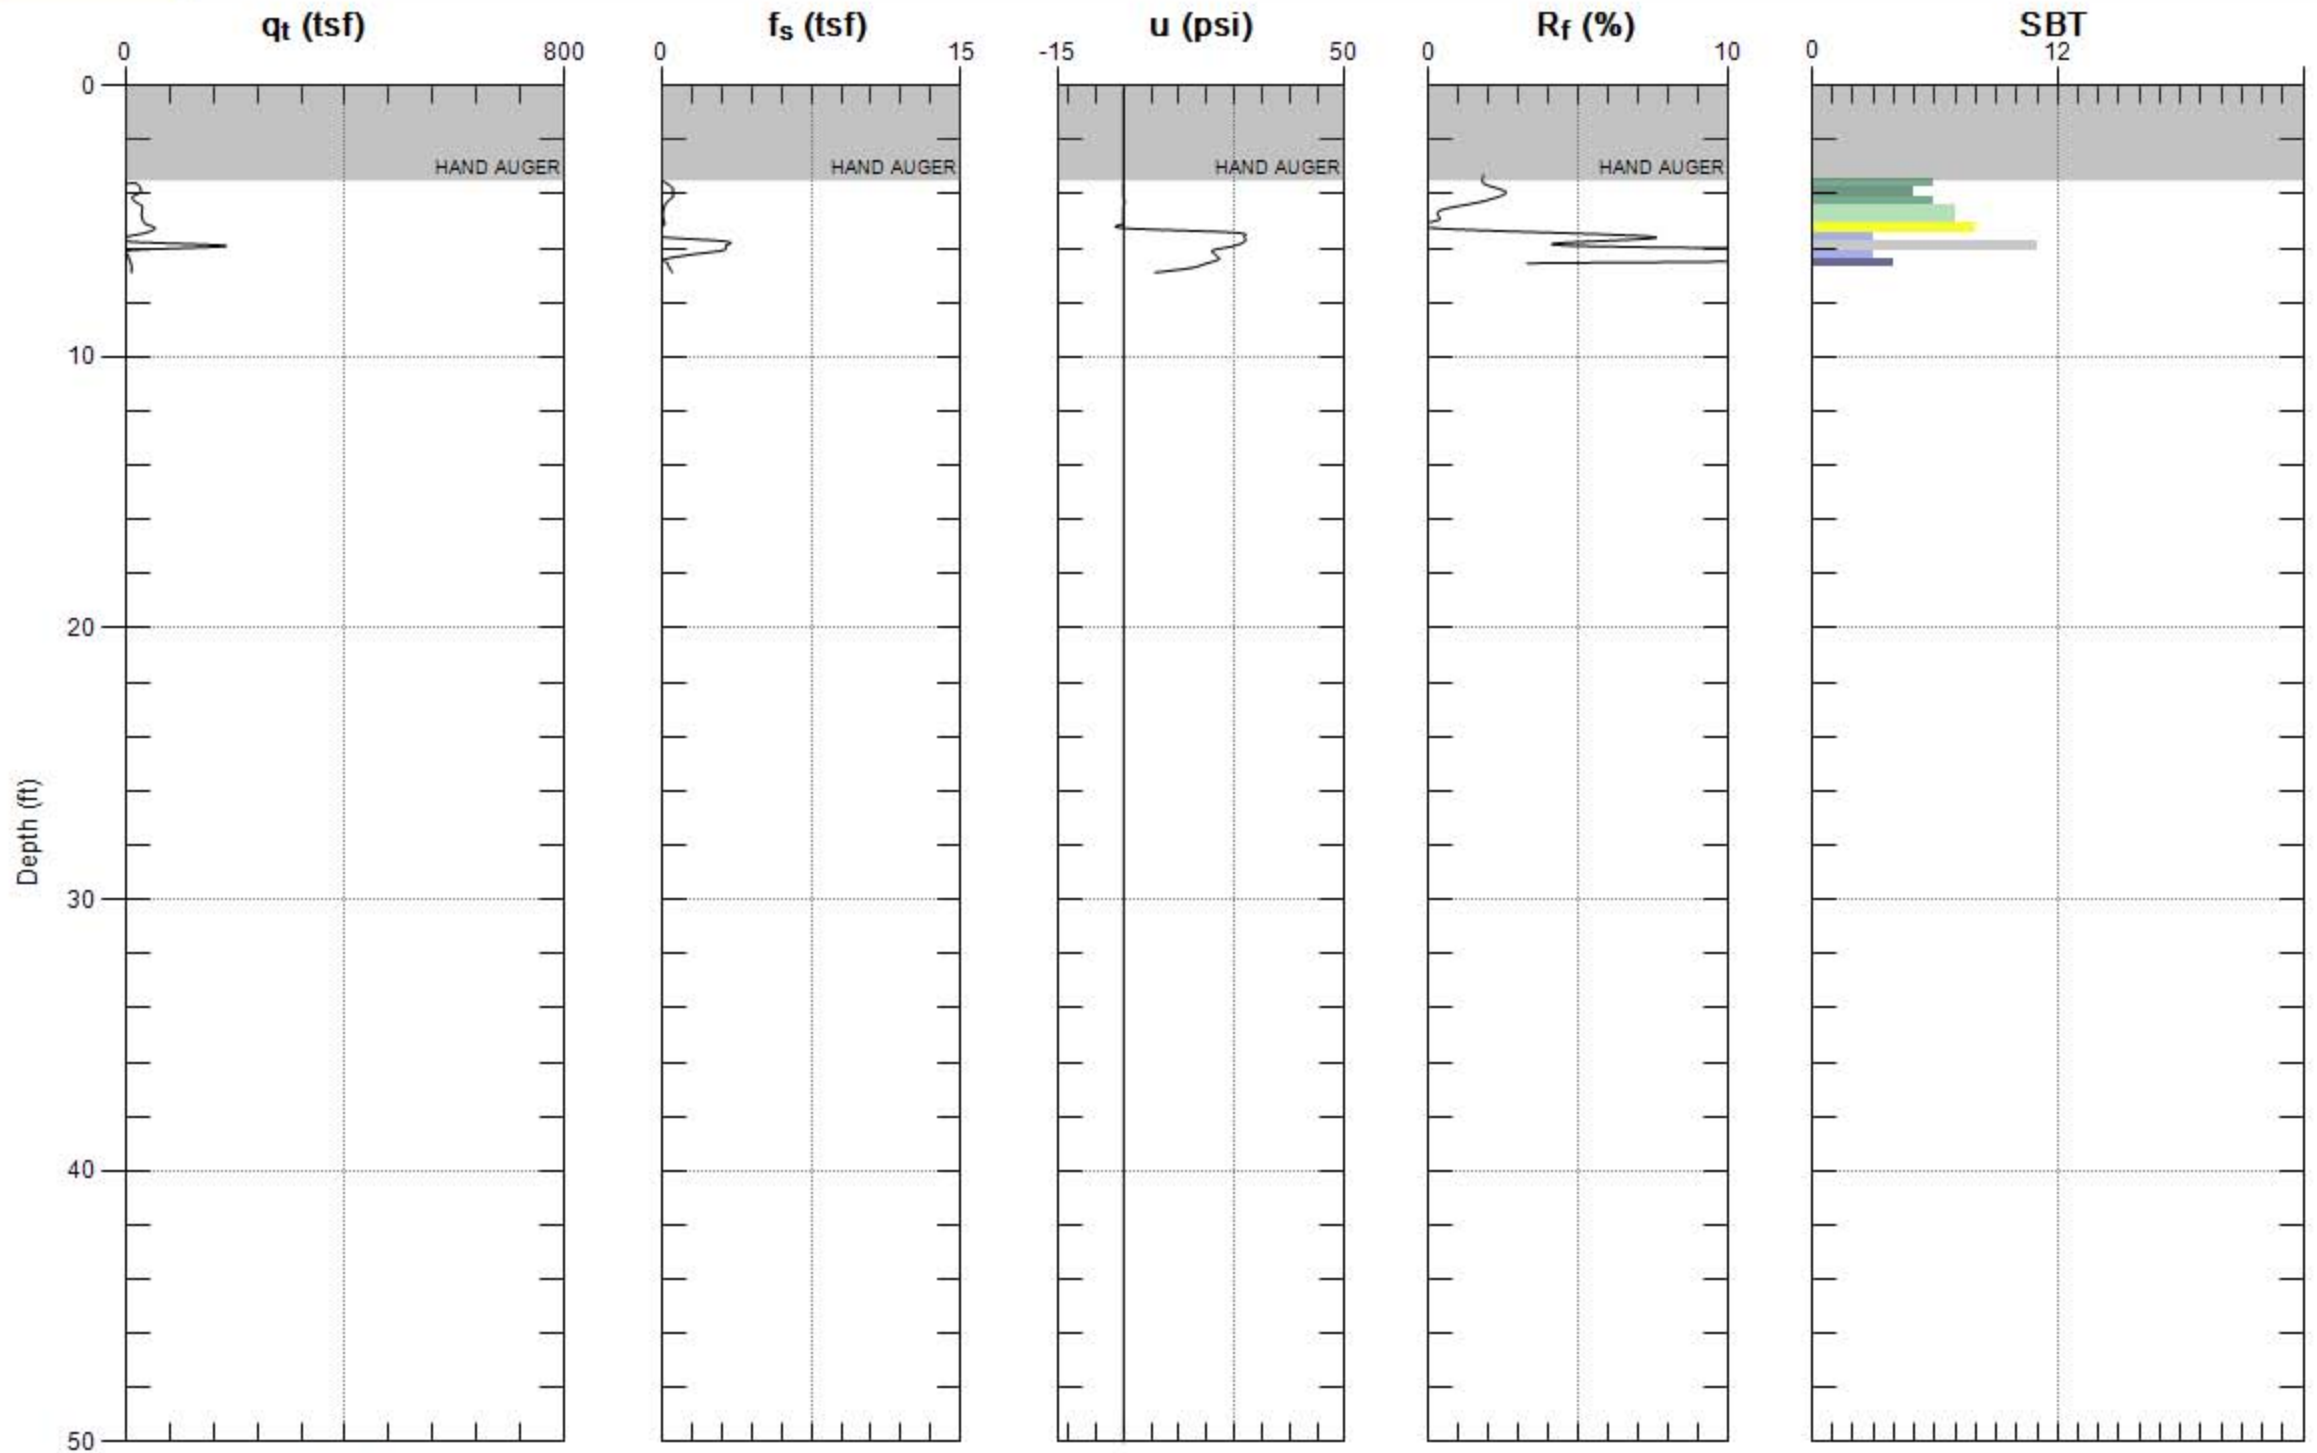 qt (tsf) fs (tsf) u (psi) Rf (%) SBT
0 800 0 15 -15 50 0 10 0 12
0
HAND AUGER HAND AUGER HAND AUGER HAND AUGER
10
20
Depth (ft)
30
40
50